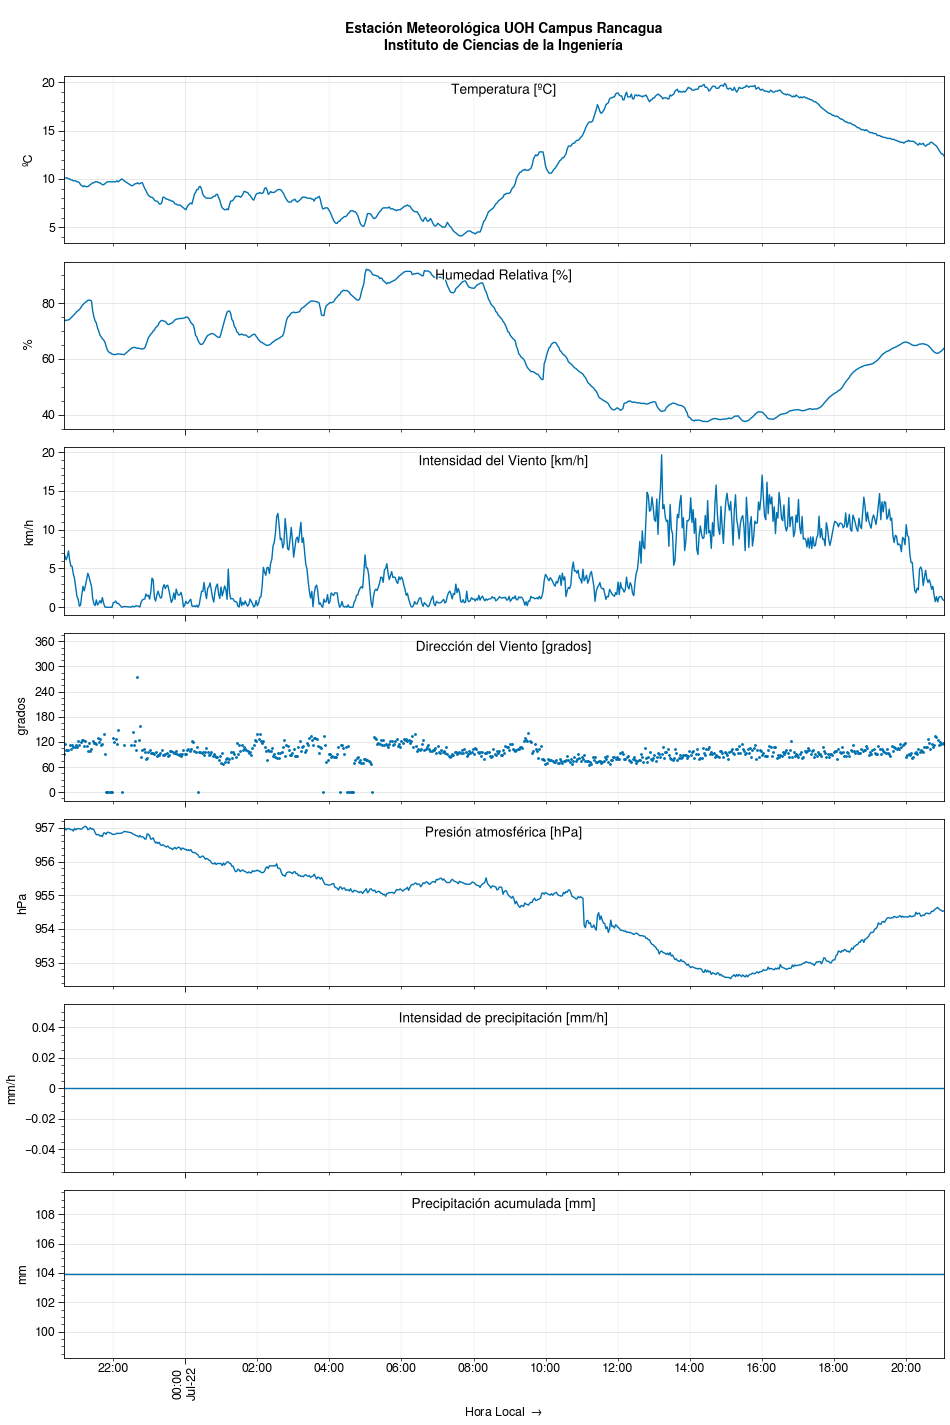 Estación Meteorológica UOH Campus Rancagua
Instituto de Ciencias de la Ingeniería
Temperatura [ºC]
ºC
20
15
10
5
Humedad Relativa [%]
%
80
60
40
Intensidad del Viento [km/h]
km/h
20
15
10
5
0
Dirección del Viento [grados]
grados
360
300
240
180
120
60
0
Presión atmosférica [hPa]
hPa
957
956
955
954
953
Intensidad de precipitación [mm/h]
mm/h
0.04
0.02
0
−0.02
−0.04
Precipitación acumulada [mm]
mm
108
106
104
102
100
22:00
00:00
Jul-22
02:00
04:00
06:00
08:00
10:00
12:00
14:00
16:00
18:00
20:00
Hora Local →